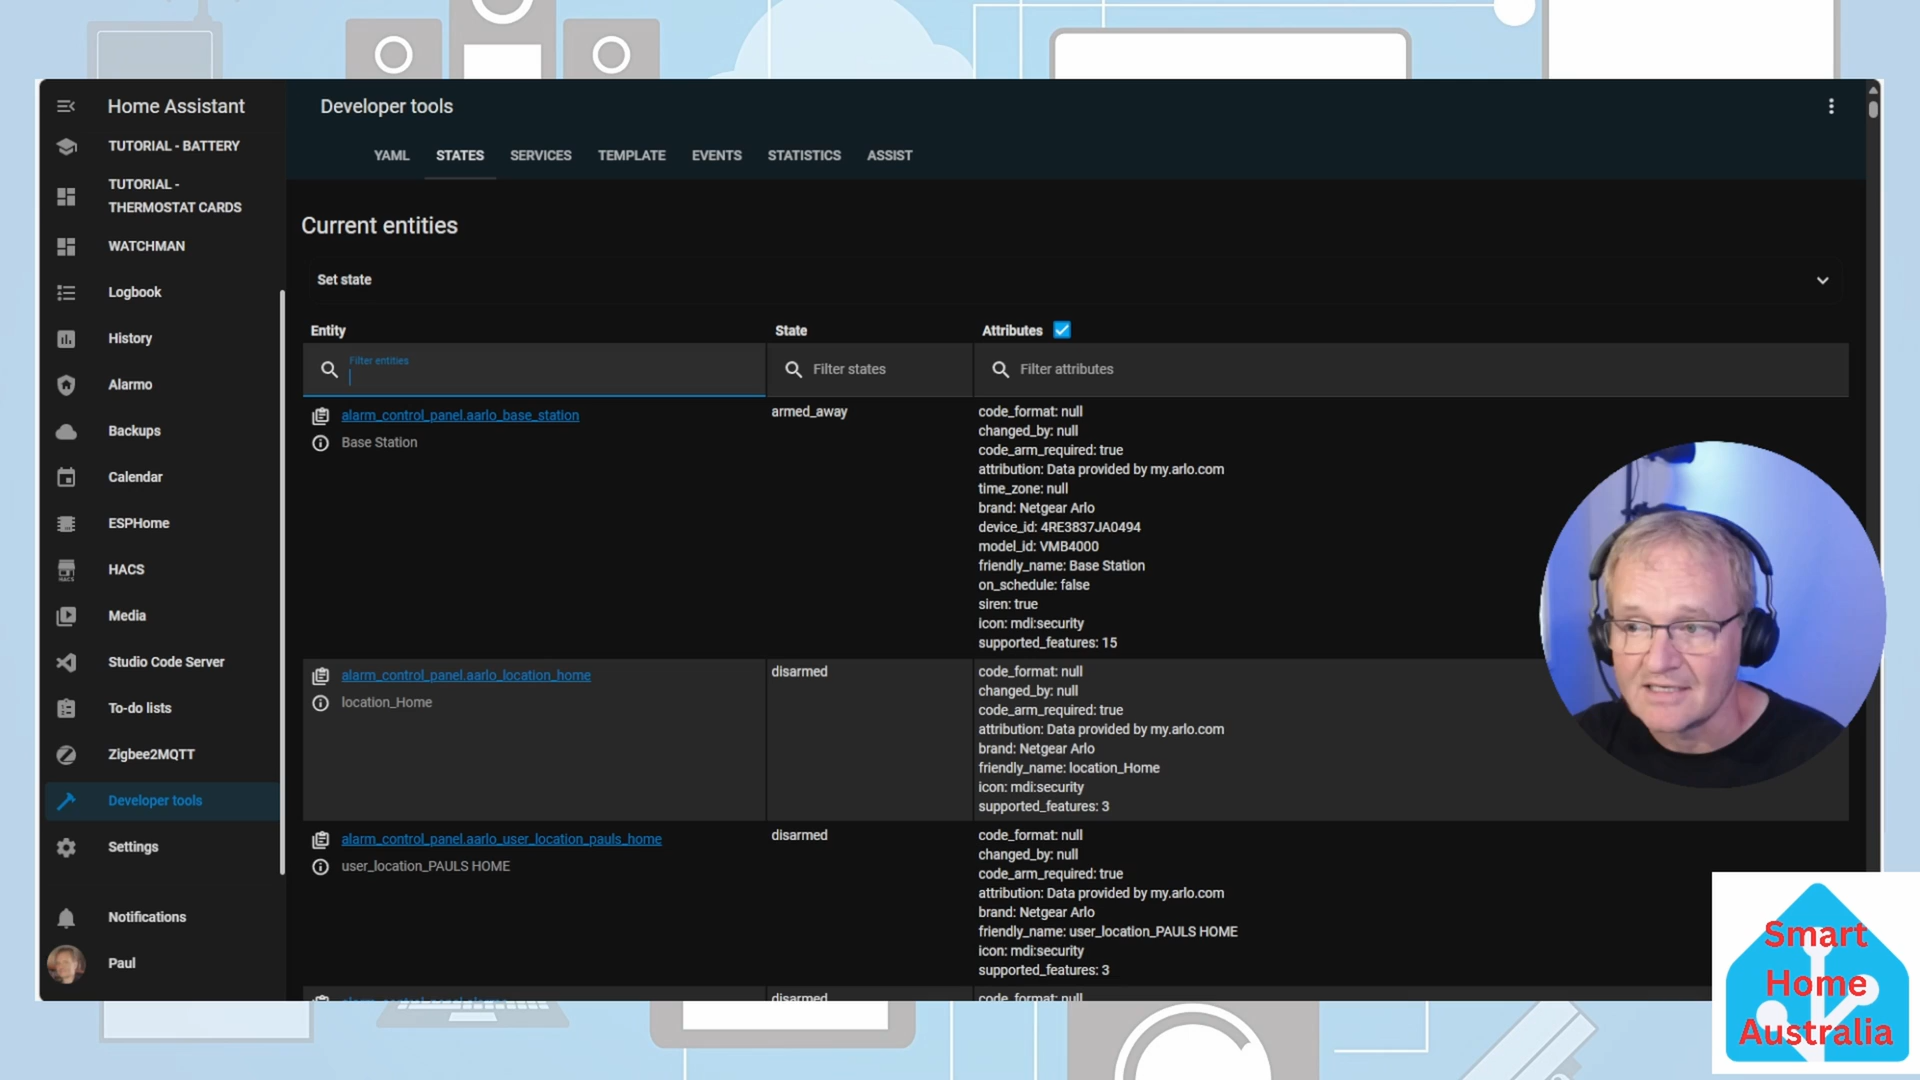 Home Assistant
TUTORIAL - BATTERY
TUTORIAL -
THERMOSTAT CARDS
WATCHMAN
Logbook
History
Alarmo
Backups
Calendar
ESPHome
HACS
HACS
Media
Studio Code Server
To-do lists
Zigbee2MQTT
Developer tools
Settings
Notifications
Paul
Developer tools
YAML STATES SERVICES TEMPLATE EVENTS STATISTICS ASSIST
Current entities
Set state
Entity State Attributes
Filter entities
Filter states Filter attributes
alarm_control_panel.aarlo_base_station
Base Station
armed_away
code_format: null
changed_by: null
code_arm_required: true
attribution: Data provided by my.arlo.com
time_zone: null
brand: Netgear Arlo
device_id: 4RE3837JA0494
model_id: VMB4000
friendly_name: Base Station
on_schedule: false
siren: true
icon: mdi:security
supported_features: 15
alarm_control_panel.aarlo_location_home
location_Home
disarmed
code_format: null
changed_by: null
code_arm_required: true
attribution: Data provided by my.arlo.com
brand: Netgear Arlo
friendly_name: location_Home
icon: mdi:security
supported_features: 3
alarm_control_panel.aarlo_user_location_pauls_home
user_location_PAULS HOME
disarmed
code_format: null
changed_by: null
code_arm_required: true
attribution: Data provided by my.arlo.com
brand: Netgear Arlo
friendly_name: user_location_PAULS HOME
icon: mdi:security
supported_features: 3
disarmed
code_format: null
Smart
Home
Australia